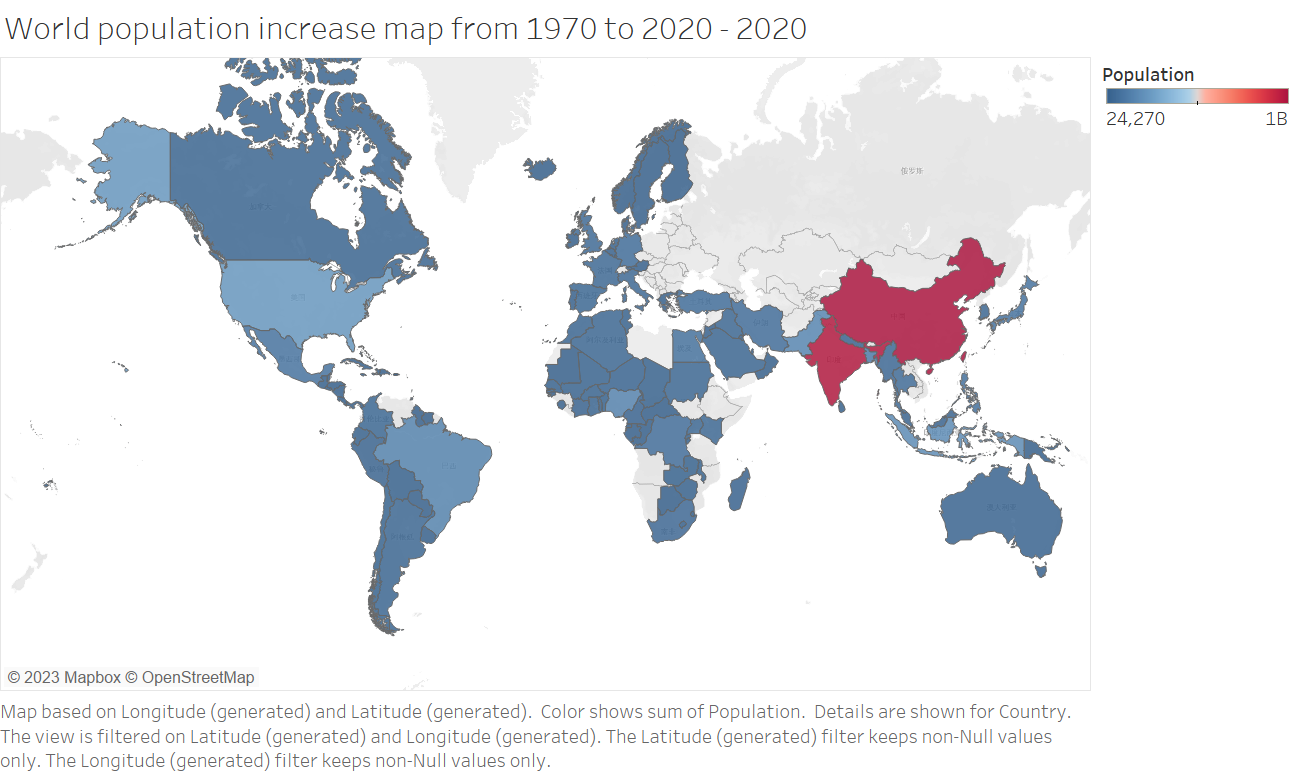 World population increase map from 1970 to 2020 - 2020
Population
24,270
1B
俄罗斯
中国
© 2023 Mapbox © OpenStreetMap
Map based on Longitude (generated) and Latitude (generated).  Color shows sum of Population.  Details are shown for Country.
The view is filtered on Latitude (generated) and Longitude (generated). The Latitude (generated) filter keeps non-Null values
only. The Longitude (generated) filter keeps non-Null values only.